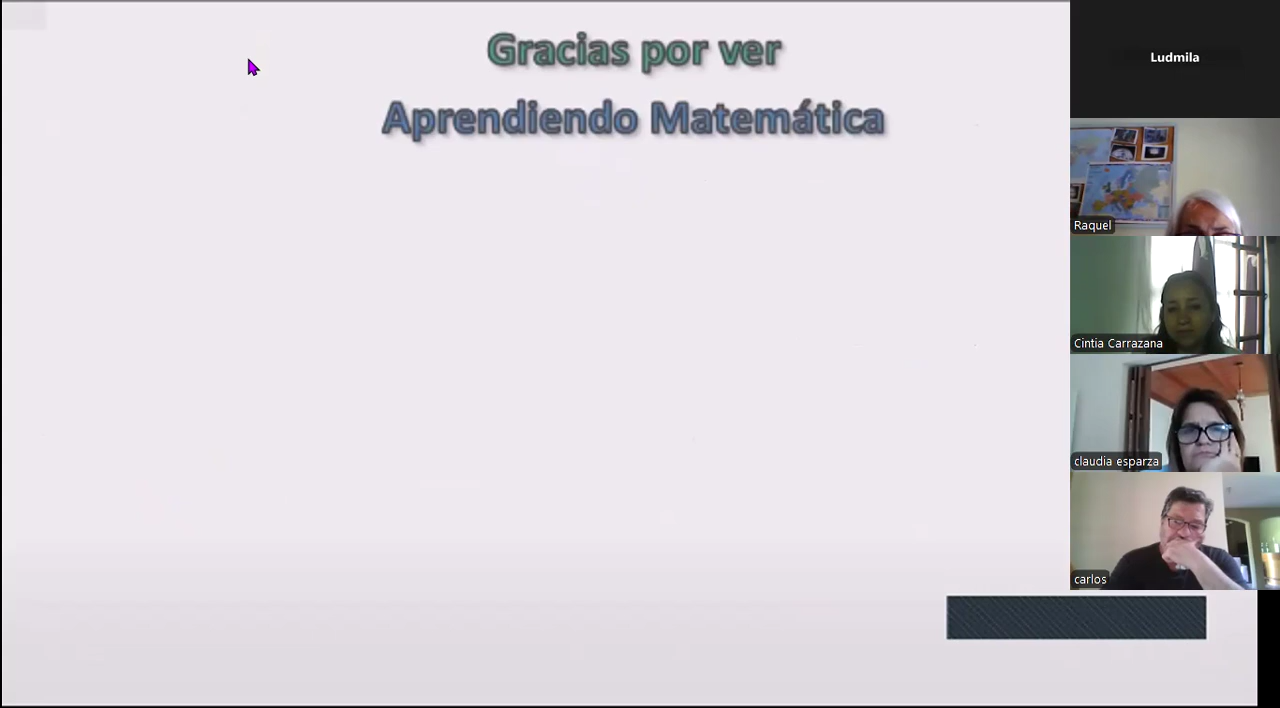 Gracias por ver
Aprendiendo Matemática
Ludmila
Raquel
Cintia Carrazana
claudia esparza
carlos